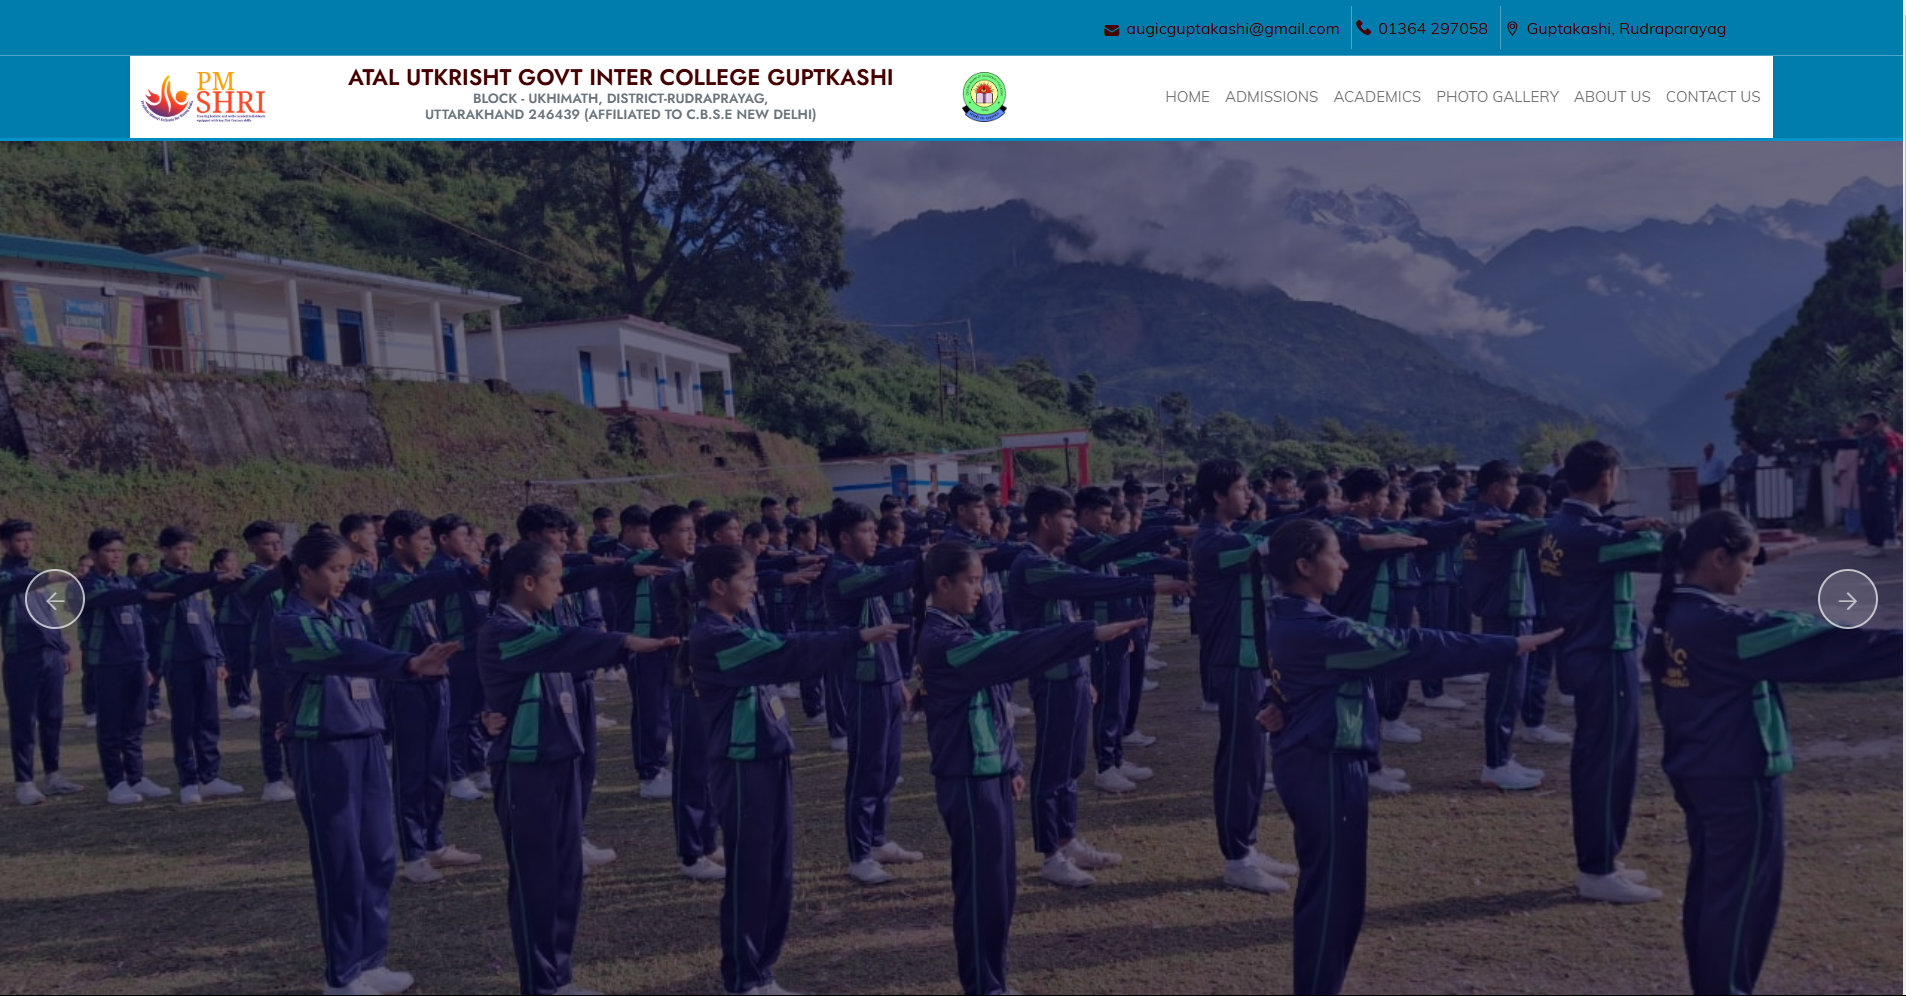 augicguptakashi@gmail.com
01364 297058
Guptakashi, Rudraparayag
PM
SHRI
ATAL UTKRISHT GOVT INTER COLLEGE GUPTKASHI
BLOCK - UKHIMATH, DISTRICT-RUDRAPRAYAG,
UTTARAKHAND 246439 (AFFILIATED TO C.B.S.E NEW DELHI)
HOME
ADMISSIONS
ACADEMICS
PHOTO GALLERY
ABOUT US
CONTACT US